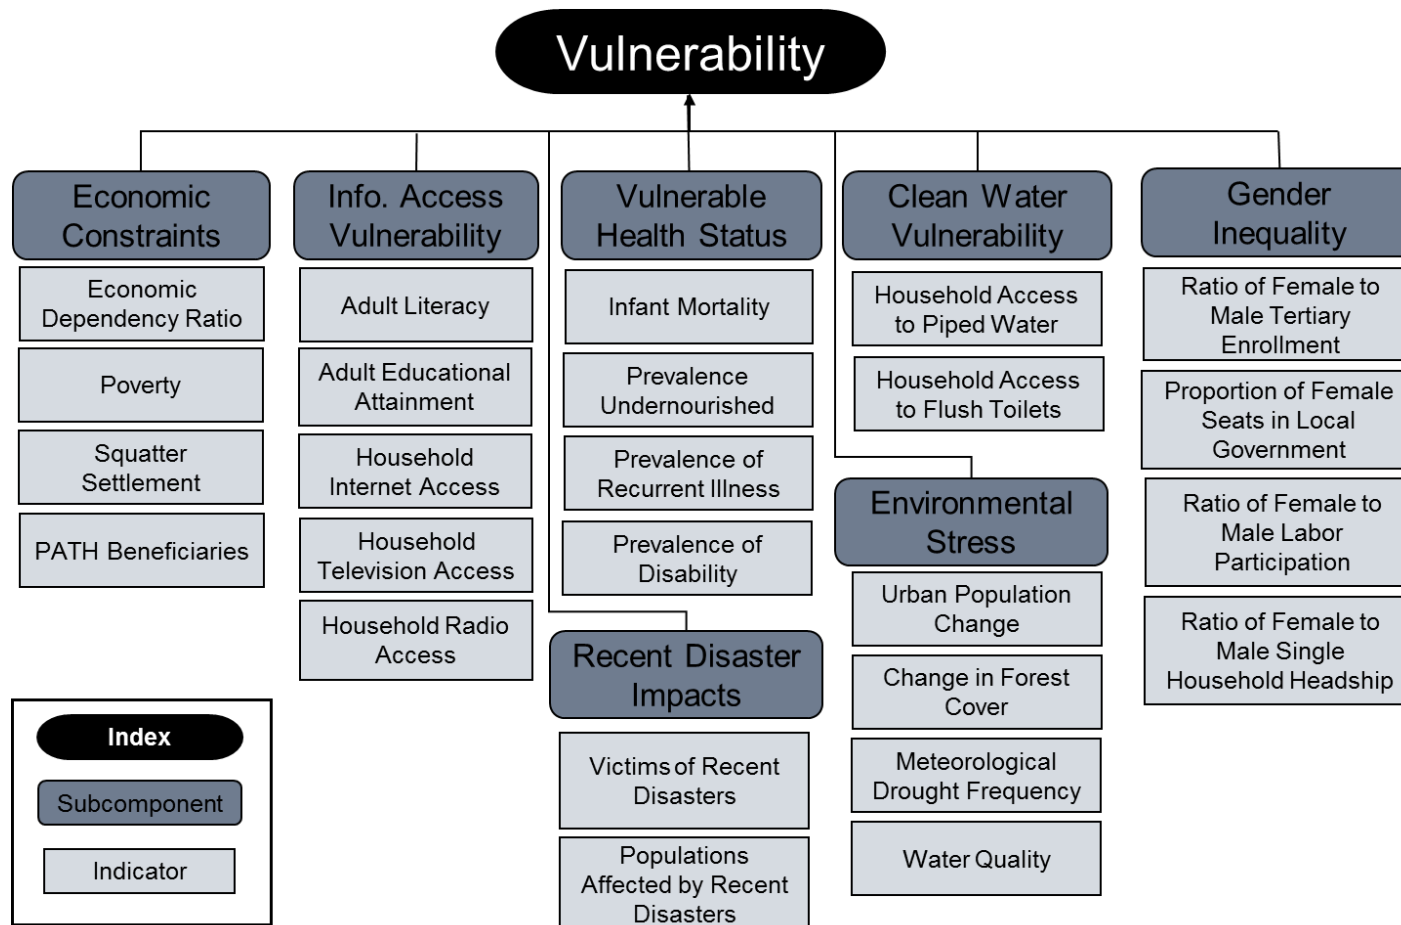 Vulnerability
Economic
Constraints
Economic
Dependency Ratio
Poverty
Squatter
Settlement
PATH Beneficiaries
Info. Access
Vulnerability
Adult Literacy
Adult Educational
Attainment
Household
Internet Access
Household
Television Access
Household Radio
Access
Vulnerable
Health Status
Infant Mortality
Prevalence
Undernourished
Prevalence of
Recurrent Illness
Prevalence of
Disability
Recent Disaster
Impacts
Victims of Recent
Disasters
Populations
Affected by Recent
Disasters
Clean Water
Vulnerability
Household Access
to Piped Water
Household Access
to Flush Toilets
Environmental
Stress
Urban Population
Change
Change in Forest
Cover
Meteorological
Drought Frequency
Water Quality
Gender
Inequality
Ratio of Female to
Male Tertiary
Enrollment
Proportion of Female
Seats in Local
Government
Ratio of Female to
Male Labor
Participation
Ratio of Female to
Male Single
Household Headship
Index
Subcomponent
Indicator